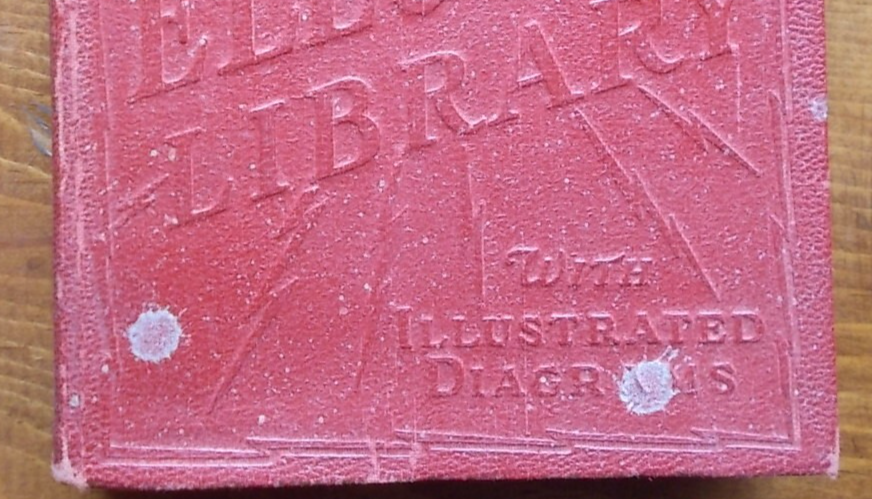 LIBRARY
WITH
ILLUSTRATED
DIAGRAMS